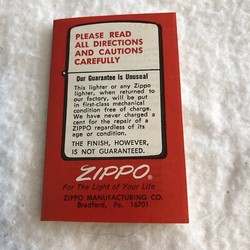 PLEASE READ
ALL DIRECTIONS
AND CAUTIONS
CAREFULLY
Our Guarantee is Unusual
This lighter or any Zippo
lighter, when returned to
our factory, will be put
in first-class mechanical
condition free of charge.
We have never charged a
cent for the repair of a
ZIPPO regardless of its
age or condition.
THE FINISH, HOWEVER,
IS NOT GUARANTEED.
ZIPPO
For The Light of Your Life
ZIPPO MANUFACTURING CO.
Bradford, Pa. 16701